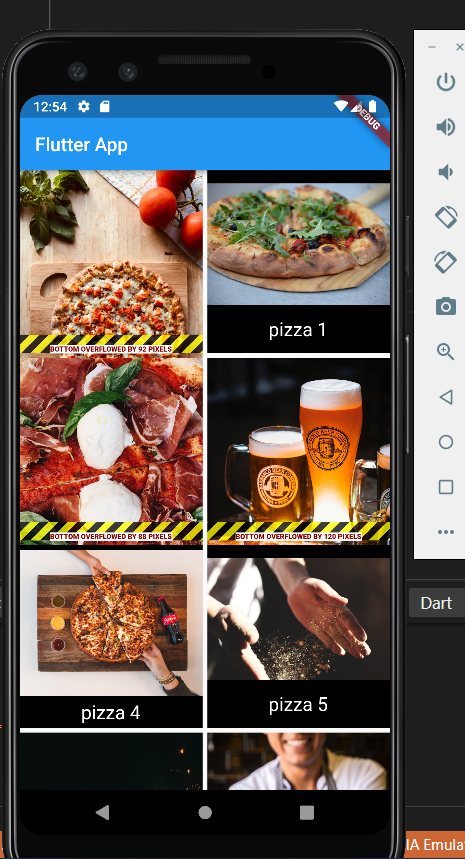 12:54
DEBUG
Flutter App
BOTTOM OVERFLOWED BY 92 PIXELS
pizza 1
BOTTOM OVERFLOWED BY 88 PIXELS
BOTTOM OVERFLOWED BY 120 PIXELS
pizza 4
pizza 5
Dart
IA Emula